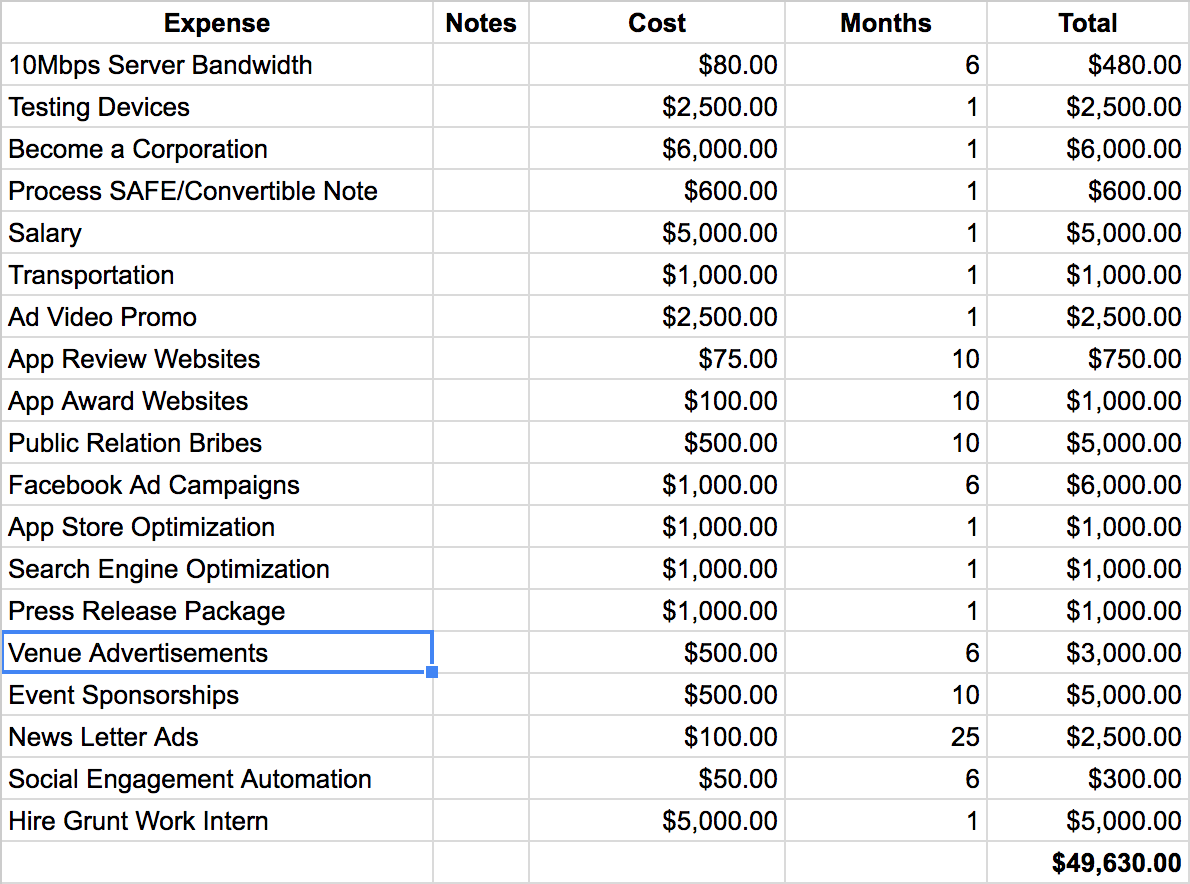 Expense Notes Cost Months Total
10Mbps Server Bandwidth $80.00 6 $480.00
Testing Devices $2,500.00 1 $2,500.00
Become a Corporation $6,000.00 1 $6,000.00
Process SAFE/Convertible Note $600.00 1 $600.00
Salary $5,000.00 1 $5,000.00
Transportation $1,000.00 1 $1,000.00
Ad Video Promo $2,500.00 1 $2,500.00
App Review Websites $75.00 10 $750.00
App Award Websites $100.00 10 $1,000.00
Public Relation Bribes $500.00 10 $5,000.00
Facebook Ad Campaigns $1,000.00 6 $6,000.00
App Store Optimization $1,000.00 1 $1,000.00
Search Engine Optimization $1,000.00 1 $1,000.00
Press Release Package $1,000.00 1 $1,000.00
Venue Advertisements $500.00 6 $3,000.00
Event Sponsorships $500.00 10 $5,000.00
News Letter Ads $100.00 25 $2,500.00
Social Engagement Automation $50.00 6 $300.00
Hire Grunt Work Intern $5,000.00 1 $5,000.00
$49,630.00